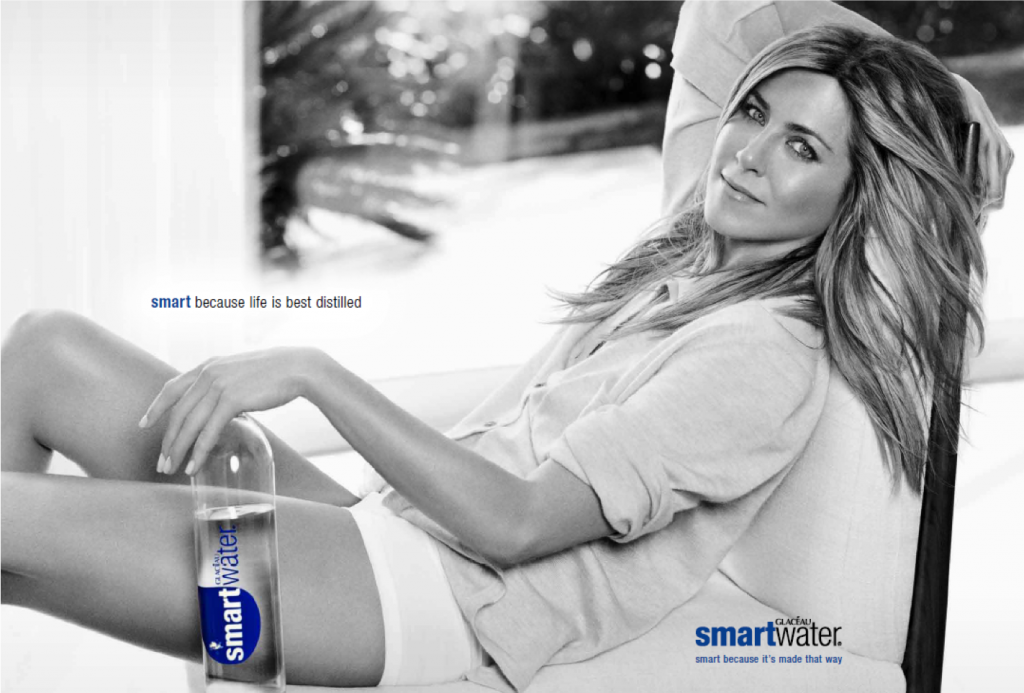 smart because life is best distilled
GLACÉAU
smartwater.
GLACÉAU
smartwater.
smart because it's made that way